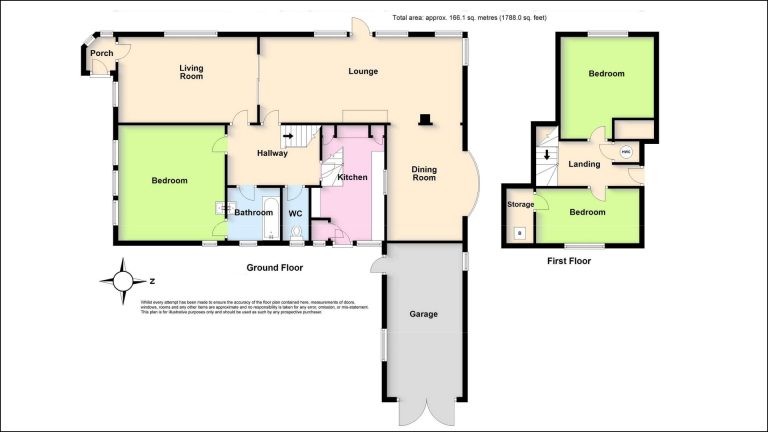 Total area: approx. 166.1 sq. metres (1788.0 sq. feet)
Porch
Living
Room
Lounge
Bedroom
Hallway
Kitchen
Dining
Room
Bedroom
Bathroom
WC
Landing
HWC
Storage
Bedroom
B
Ground Floor
First Floor
Z
Garage
Whilst every attempt has been made to ensure the accuracy of the floor plan contained here, measurements of doors,
windows, rooms and any other items are approximate and no responsibility is taken for any error, omission, or mis-statement.
This plan is for illustrative purposes only and should be used as such by any prospective purchaser.